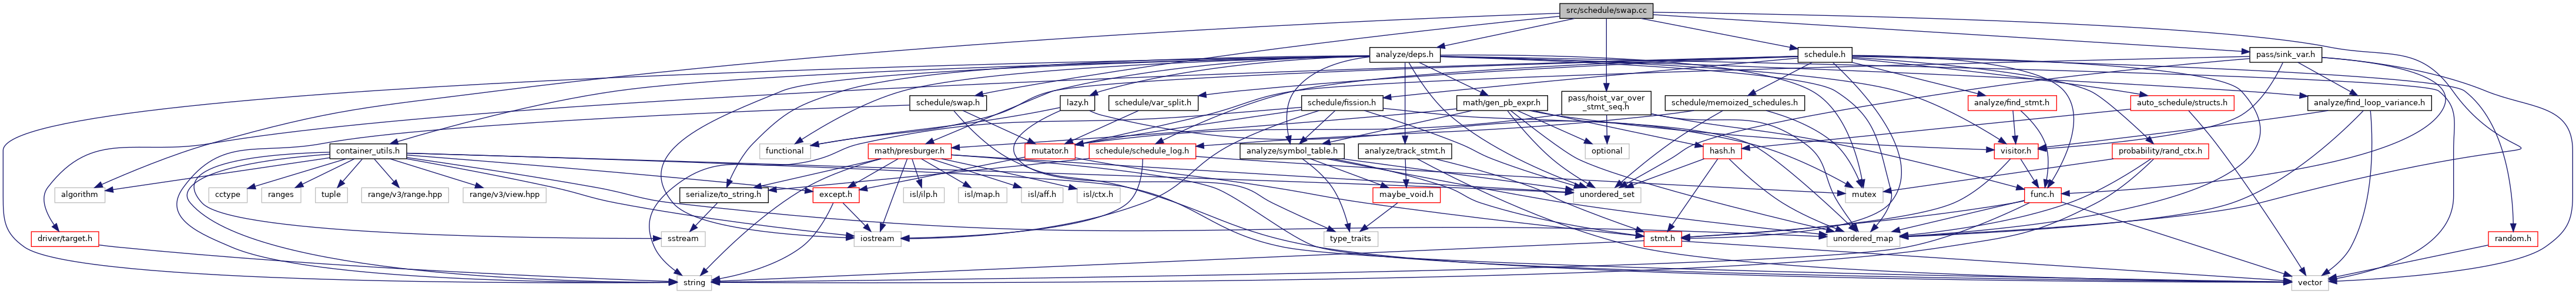 src/schedule/swap.cc
analyze/deps.h
schedule.h
pass/sink_var.h
schedule/swap.h
lazy.h
schedule/var_split.h
schedule/fission.h
math/gen_pb_expr.h
pass/hoist_var_over
_stmt_seq.h
schedule/memoized_schedules.h
analyze/find_stmt.h
auto_schedule/structs.h
analyze/find_loop_variance.h
container_utils.h
functional
math/presburger.h
mutator.h
schedule/schedule_log.h
analyze/symbol_table.h
analyze/track_stmt.h
hash.h
optional
visitor.h
probability/rand_ctx.h
algorithm
cctype
ranges
tuple
range/v3/range.hpp
range/v3/view.hpp
serialize/to_string.h
except.h
isl/ilp.h
isl/map.h
isl/aff.h
isl/ctx.h
unordered_set
maybe_void.h
mutex
func.h
driver/target.h
sstream
iostream
type_traits
stmt.h
unordered_map
random.h
string
vector